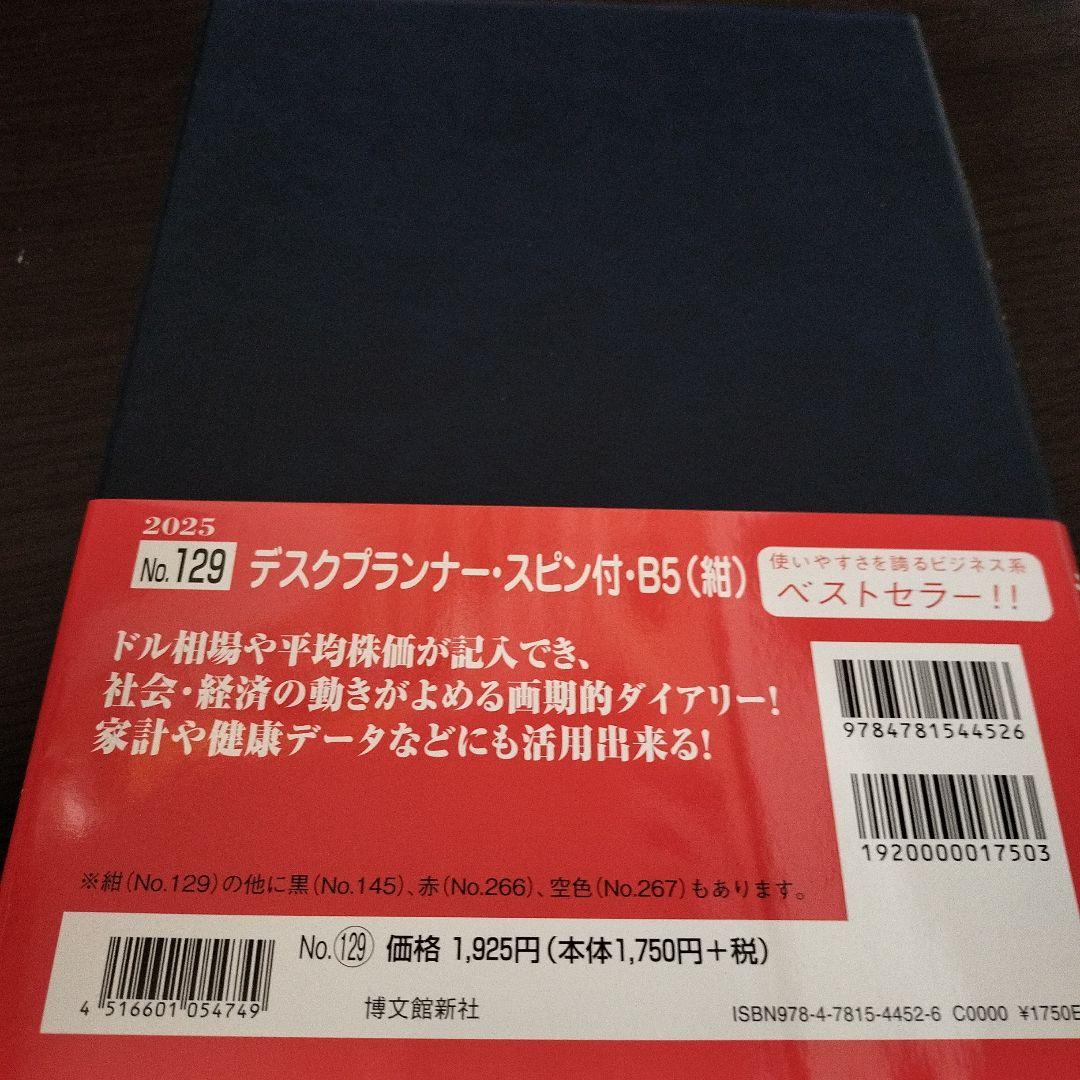 2025
No.129 デスクプランナー・スピン付・B5(紺)
使いやすさを誇るビジネス系
ベストセラー!!
ドル相場や平均株価が記入でき、
社会・経済の動きがよめる画期的ダイアリー!
家計や健康データなどにも活用出来る!
9784781544526
1920000017503
※紺(No.129)の他に黒(No.145)、赤(No.266)、空色(No.267)もあります。
No.129 価格 1,925円(本体1,750円+税)
4 516601 054749
博文館新社
ISBN978-4-7815-4452-6 C0000 ¥1750E